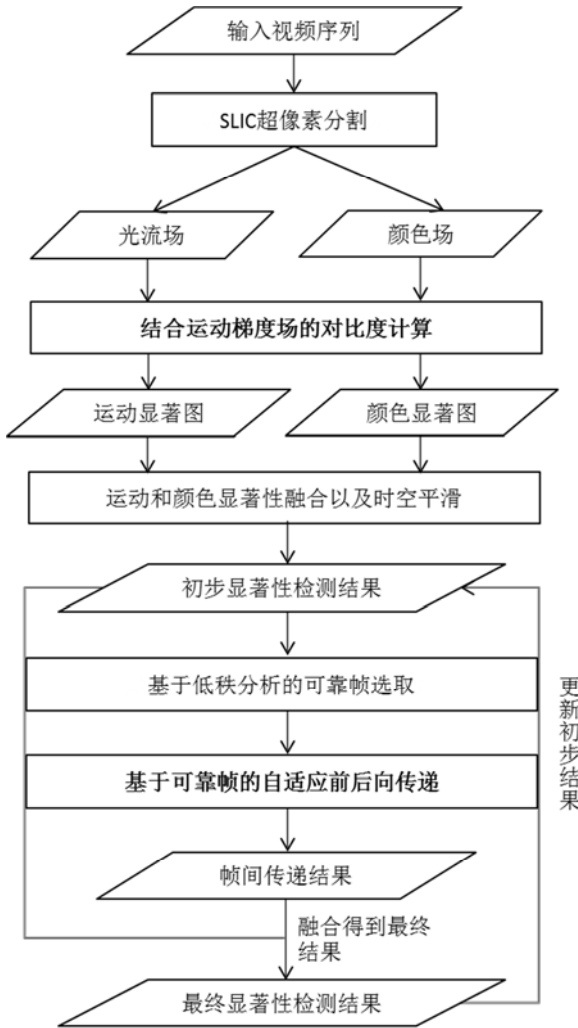 输入视频序列
SLIC超像素分割
光流场
颜色场
结合运动梯度场的对比度计算
运动显著图
颜色显著图
运动和颜色显著性融合以及时空平滑
初步显著性检测结果
基于低秩分析的可靠帧选取
更新初步结果
基于可靠帧的自适应前后向传递
帧间传递结果
融合得到最终
结果
最终显著性检测结果